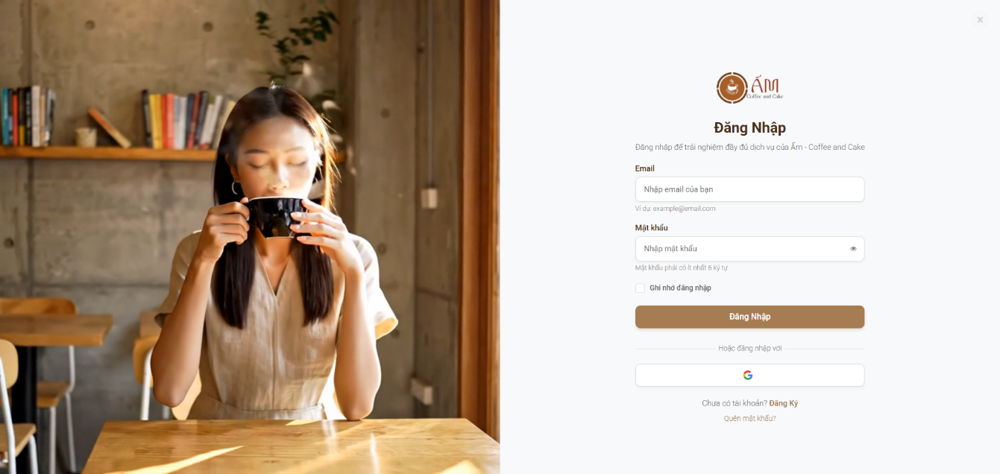 ×
ẤM
Coffee and Cake
Đăng Nhập
Đăng nhập để trải nghiệm đầy đủ dịch vụ của Ấm - Coffee and Cake
Email
Nhập email của bạn
Ví dụ: example@email.com
Mật khẩu
Nhập mật khẩu
Mật khẩu phải có ít nhất 6 ký tự
Ghi nhớ đăng nhập
Đăng Nhập
Hoặc đăng nhập với
G
Chưa có tài khoản? Đăng Ký
Quên mật khẩu?